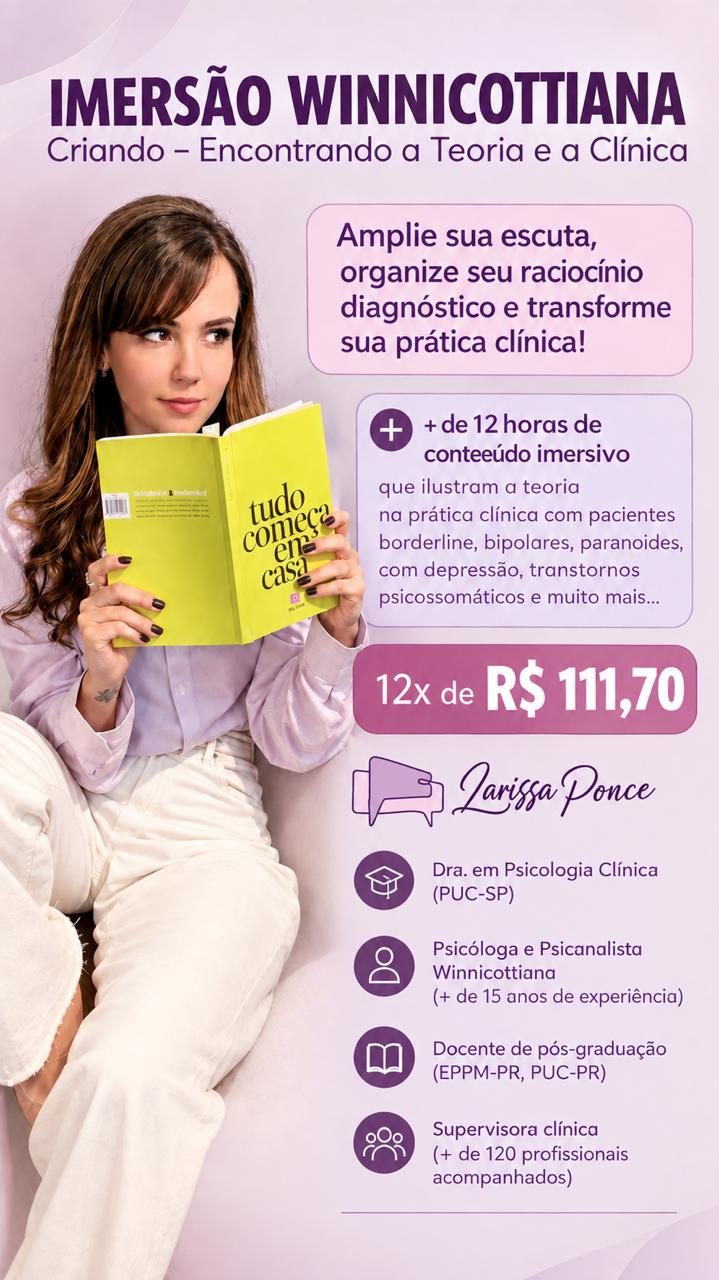 IMERSÃO WINNICOTTIANA
Criando – Encontrando a Teoria e a Clínica
Amplie sua escuta,
organize seu raciocínio
diagnóstico e transforme
sua prática clínica!
+ de 12 horas de
conteeúdo imersivo
que ilustram a teoria
na prática clínica com pacientes
borderline, bipolares, paranoides,
com depressão, transtornos
psicossomáticos e muito mais...
tudo
começa
em
casa
12x de R$ 111,70
Larissa Ponce
Dra. em Psicologia Clínica
(PUC-SP)
Psicóloga e Psicanalista
Winnicottiana
(+ de 15 anos de experiência)
Docente de pós-graduação
(EPPM-PR, PUC-PR)
Supervisora clínica
(+ de 120 profissionais
acompanhados)